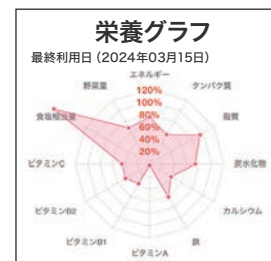 栄養グラフ
最終利用日（2024年03月15日）
エネルギー
野菜量
タンパク質
120%
100%
食塩相当量
80%
脂質
60%
40%
20%
ビタミンC
炭水化物
ビタミンB2
カルシウム
ビタミンB1
鉄
ビタミンA